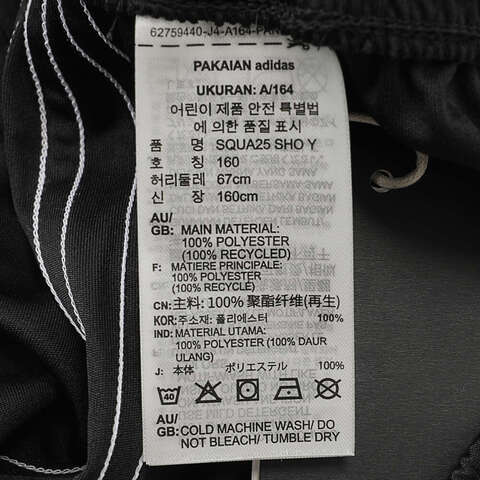 62759440-J4-A164-PAN
PAKAIAN adidas
UKURAN: A/164
어린이 제품 안전 특별법
에 의한 품질 표시
품 명 SQUA25 SHO Y
호 칭 160
허리둘레 67cm
신 장 160cm
AU/
GB: MAIN MATERIAL:
100% POLYESTER
(100% RECYCLED)
F: MATIERE PRINCIPALE:
100% POLYESTER
(100% RECYCLÉ)
CN: 主料: 100% 聚酯纤维(再生)
KOR: 주소재: 폴리에스터 100%
IND: MATERIAL UTAMA:
100% POLYESTER (100% DAUR
ULANG)
J: 本体 ポリエステル 100%
40
AU/
GB: COLD MACHINE WASH/ DO
NOT BLEACH/ TUMBLE DRY